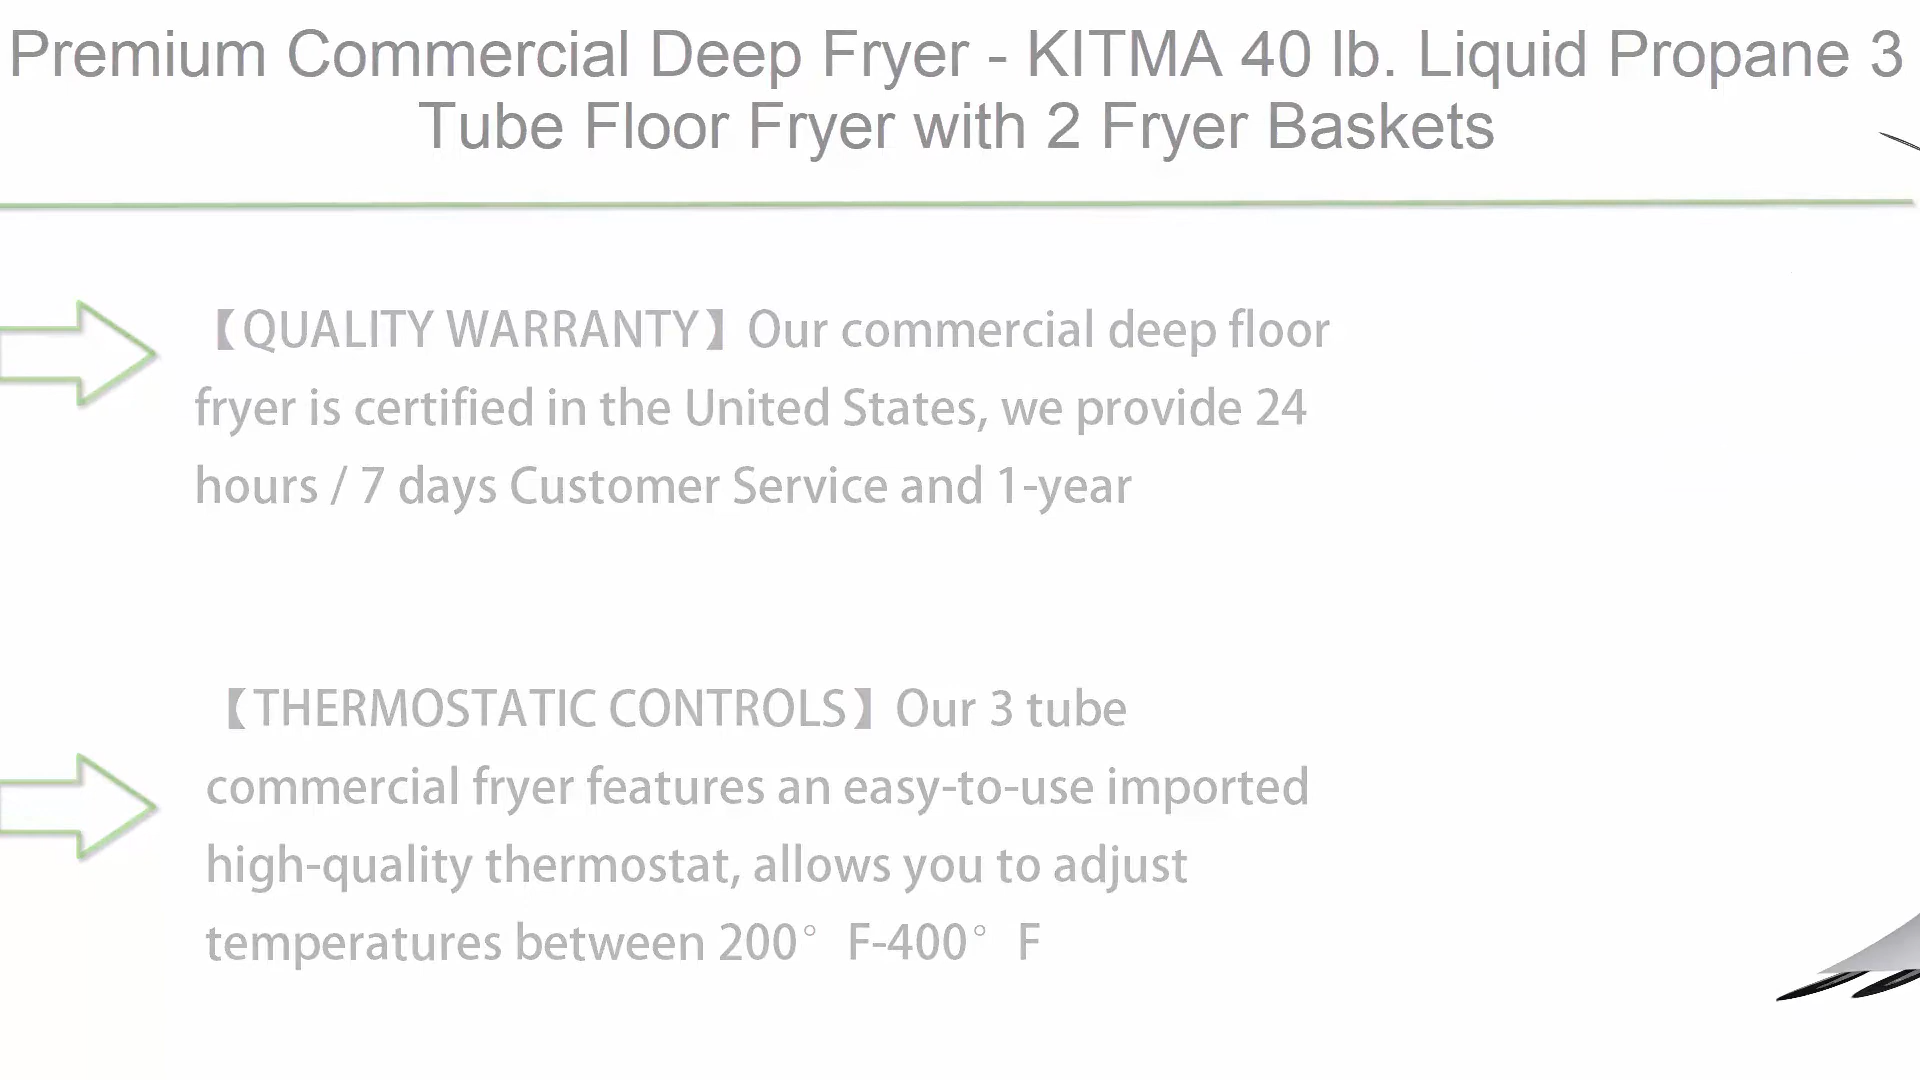 Premium Commercial Deep Fryer - KITMA 40 lb. Liquid Propane 3
Tube Floor Fryer with 2 Fryer Baskets
【QUALITY WARRANTY】Our commercial deep floor
fryer is certified in the United States, we provide 24
hours / 7 days Customer Service and 1-year
【THERMOSTATIC CONTROLS】Our 3 tube
commercial fryer features an easy-to-use imported
high-quality thermostat, allows you to adjust
temperatures between 200°F-400°F